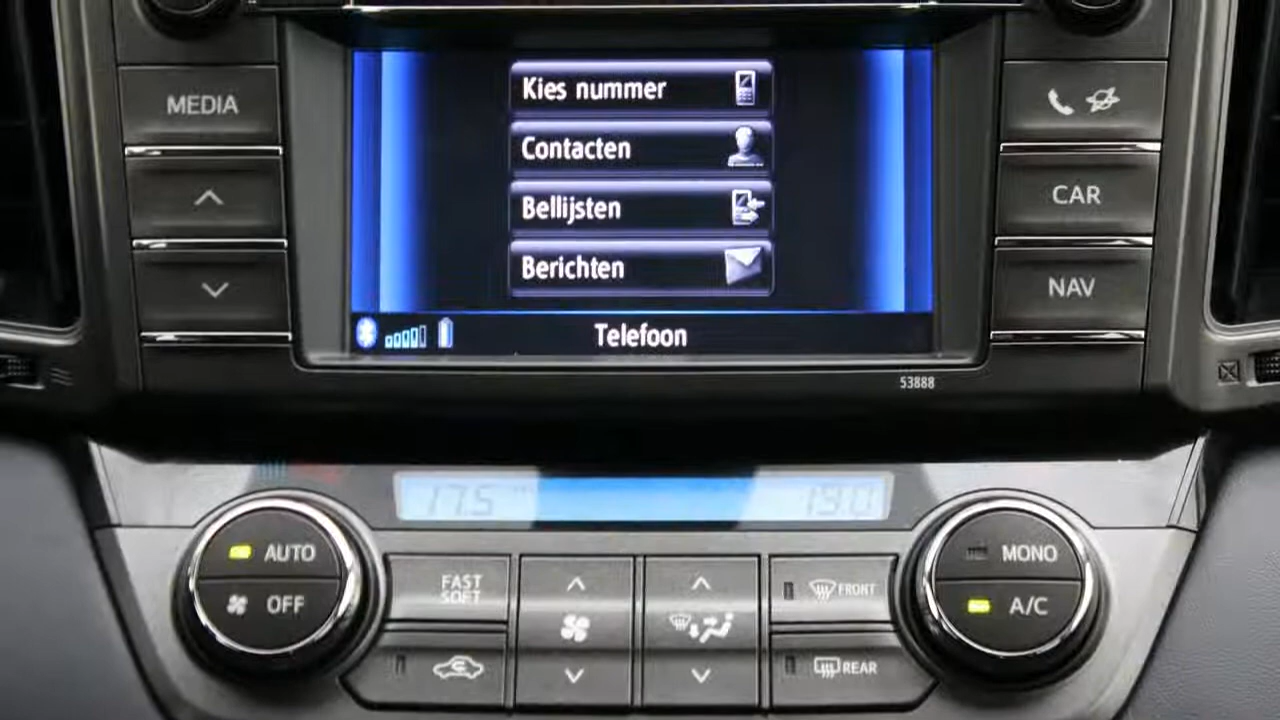 MEDIA
Kies nummer
Contacten
Bellijsten
Berichten
Telefoon
CAR
NAV
53888
17.5
19.0
AUTO
OFF
FAST
SOFT
FRONT
REAR
MONO
A/C